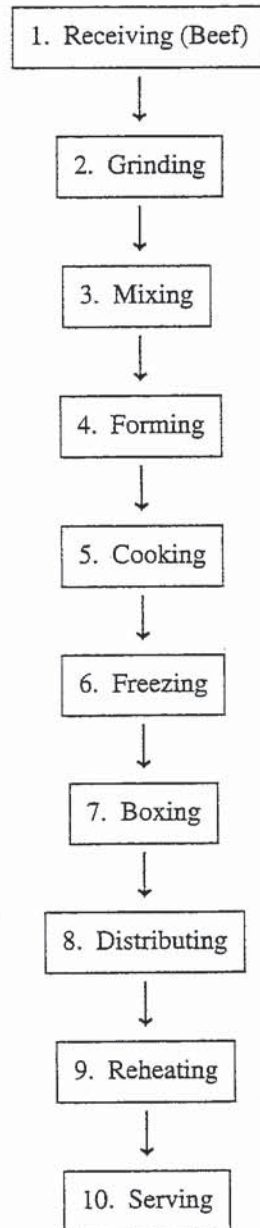 1. Receiving (Beef)
2. Grinding
3. Mixing
4. Forming
5. Cooking
6. Freezing
7. Boxing
8. Distributing
9. Reheating
10. Serving